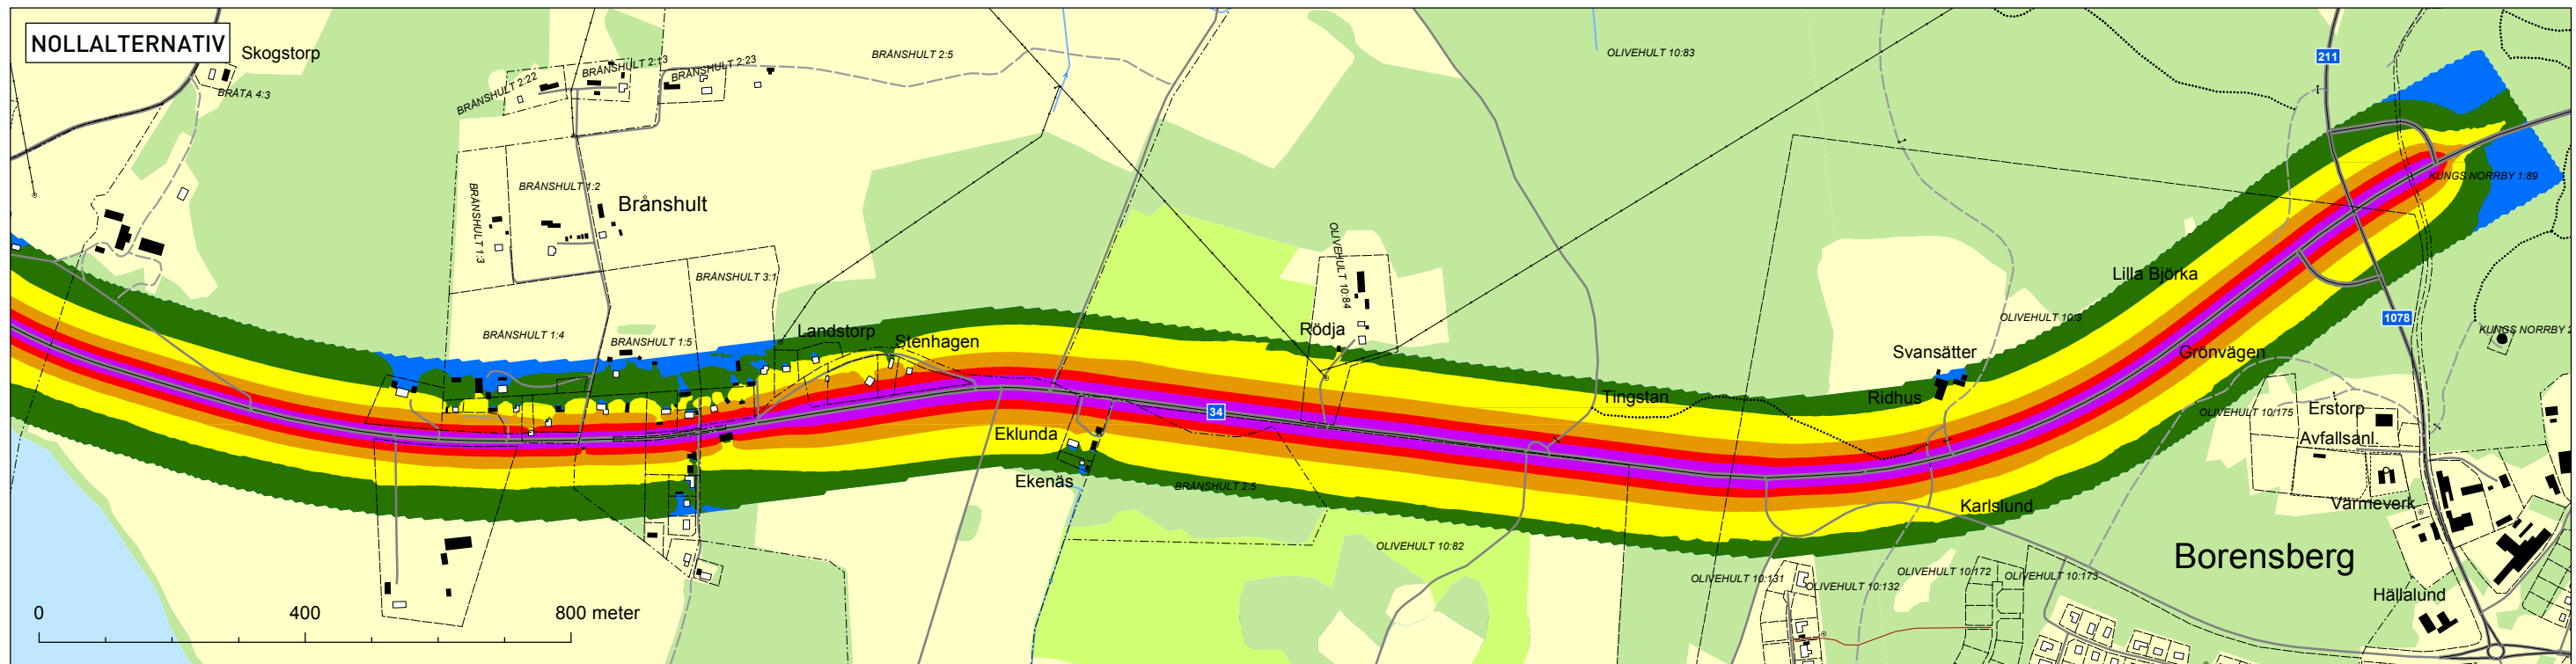 NOLLALTERNATIV
Skogstorp
BRÅTA 4:3
BRÅNSHULT 2:22
BRÅNSHULT 2:13
BRÅNSHULT 2:23
BRÅNSHULT 2:5
OLIVEHULT 10:83
211
KUNGS NORRBY 1:89
BRÅNSHULT 1:2
BRÅNSHULT 1:3
Brånshult
BRÅNSHULT 3:1
OLIVEHULT 10:84
Lilla Björka
OLIVEHULT 10:3
1078
KUNGS NORRBY 2
BRÅNSHULT 1:4
BRÅNSHULT 1:5
Landstorp
Stenhagen
Rödja
Svansätter
Grönvägen
Ridhus
Tingstan
34
OLIVEHULT 10:175
Erstorp
Avfallsanl.
Eklunda
Ekenäs
BRÅNSHULT 2:5
Karlslund
Värmeverk
OLIVEHULT 10:82
Borensberg
OLIVEHULT 10:131
OLIVEHULT 10:132
OLIVEHULT 10:172
OLIVEHULT 10:173
Hällalund
0 400 800 meter